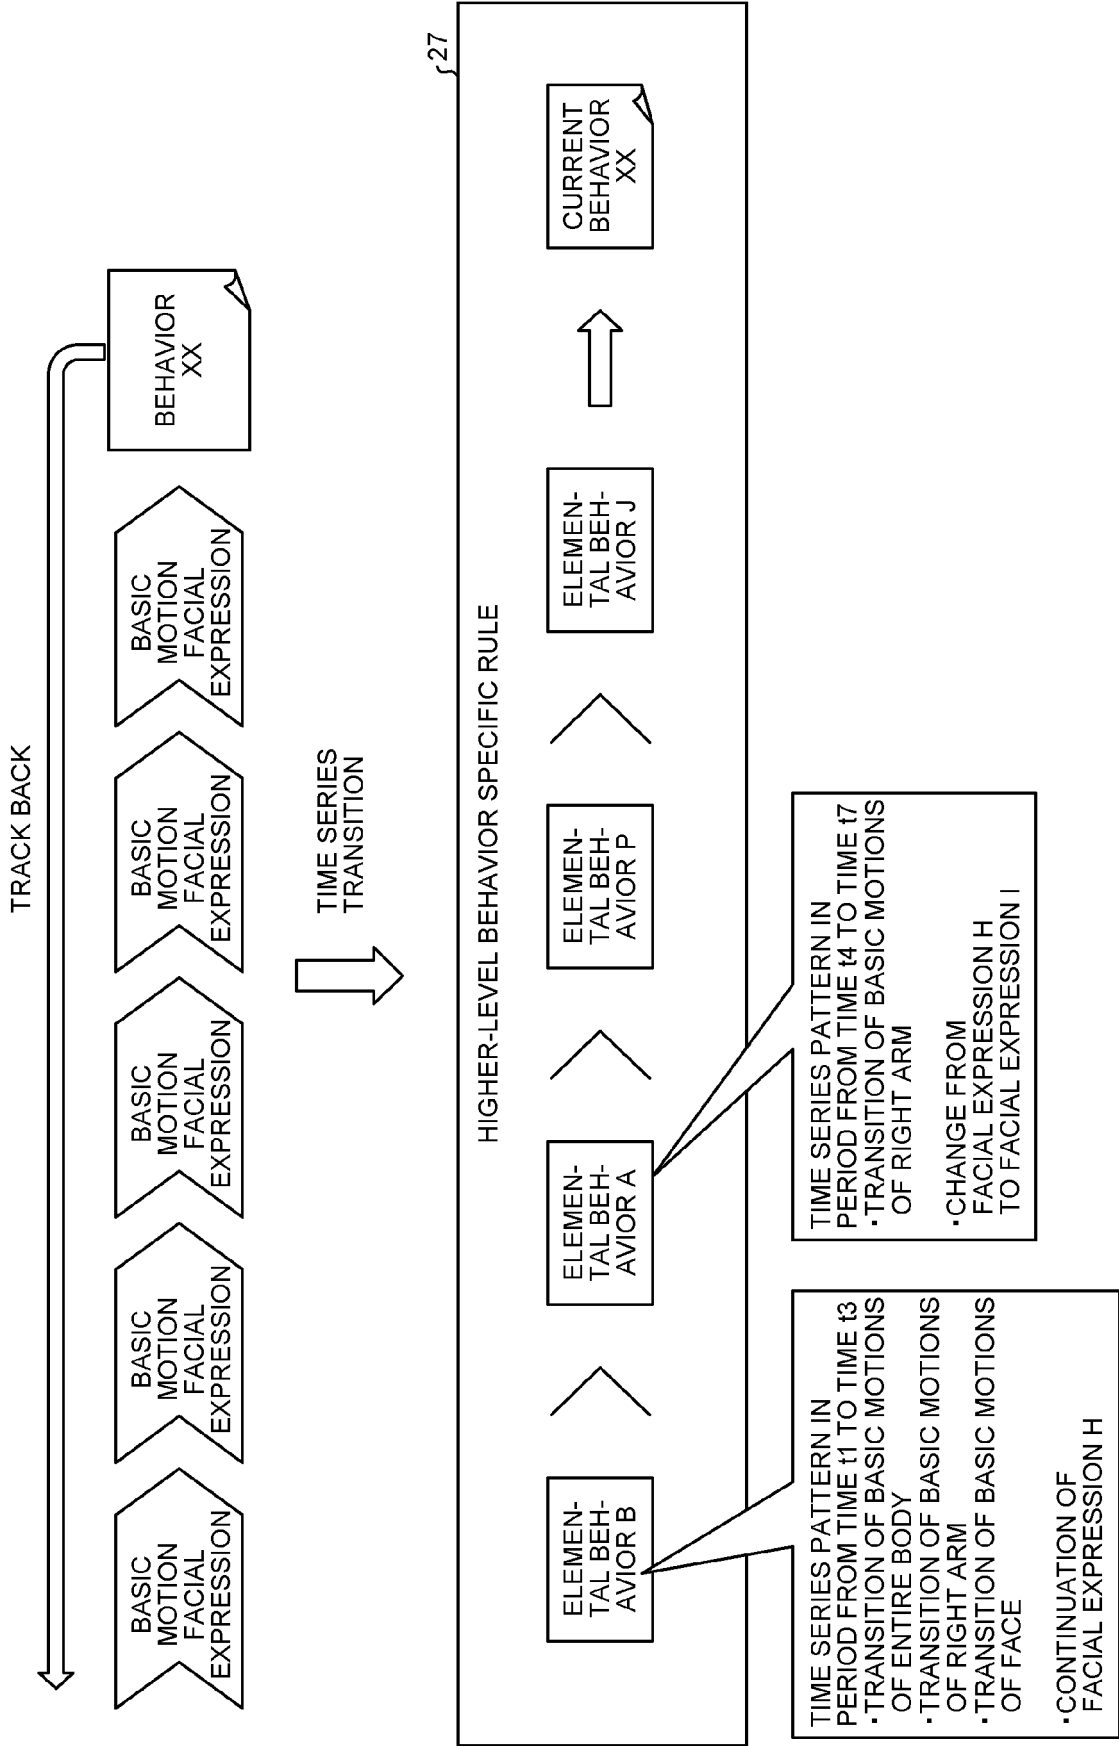 TRACK BACK
BASIC
MOTION
FACIAL
EXPRESSION
BASIC
MOTION
FACIAL
EXPRESSION
BASIC
MOTION
FACIAL
EXPRESSION
BASIC
MOTION
FACIAL
EXPRESSION
BASIC
MOTION
FACIAL
EXPRESSION
BEHAVIOR
XX
TIME SERIES
TRANSITION
27
HIGHER-LEVEL BEHAVIOR SPECIFIC RULE
ELEMEN-
TAL BEH-
AVIOR B
ELEMEN-
TAL BEH-
AVIOR A
ELEMEN-
TAL BEH-
AVIOR P
ELEMEN-
TAL BEH-
AVIOR J
CURRENT
BEHAVIOR
XX
TIME SERIES PATTERN IN
PERIOD FROM TIME t1 TO TIME t3
・TRANSITION OF BASIC MOTIONS
OF ENTIRE BODY
・TRANSITION OF BASIC MOTIONS
OF RIGHT ARM
・TRANSITION OF BASIC MOTIONS
OF FACE
・CONTINUATION OF
FACIAL EXPRESSION H
TIME SERIES PATTERN IN
PERIOD FROM TIME t4 TO TIME t7
・TRANSITION OF BASIC MOTIONS
OF RIGHT ARM
・CHANGE FROM
FACIAL EXPRESSION H
TO FACIAL EXPRESSION I